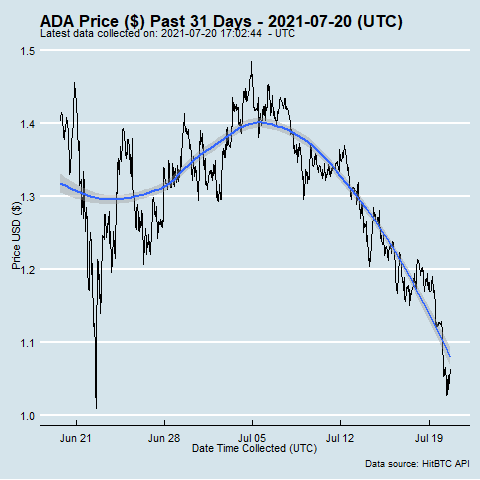 ADA Price ($) Past 31 Days - 2021-07-20 (UTC)
Latest data collected on: 2021-07-20 17:02:44 - UTC
1.5
1.4
1.3
1.2
1.1
1.0
Price USD ($)
Jun 21 Jun 28 Jul 05 Jul 12 Jul 19
Date Time Collected (UTC)
Data source: HitBTC API